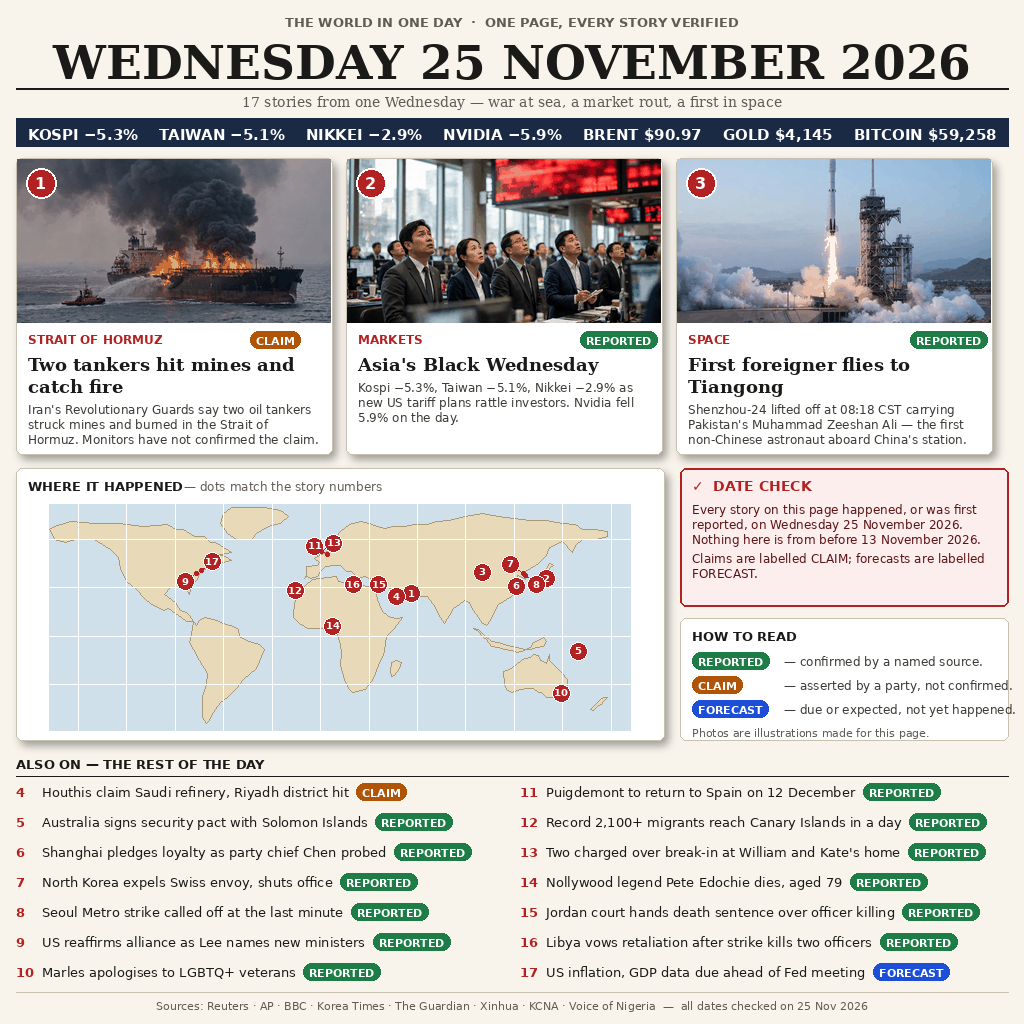 THE WORLD IN ONE DAY · ONE PAGE, EVERY STORY VERIFIED
WEDNESDAY 25 NOVEMBER 2026
17 stories from one Wednesday — war at sea, a market rout, a first in space
KOSPI −5.3% TAIWAN −5.1% NIKKEI −2.9% NVIDIA −5.9% BRENT $90.97 GOLD $4,145 BITCOIN $59,258
1
STRAIT OF HORMUZ CLAIM
Two tankers hit mines and
catch fire
Iran's Revolutionary Guards say two oil tankers
struck mines and burned in the Strait of
Hormuz. Monitors have not confirmed the claim.
2
MARKETS REPORTED
Asia's Black Wednesday
Kospi −5.3%, Taiwan −5.1%, Nikkei −2.9% as
new US tariff plans rattle investors. Nvidia fell
5.9% on the day.
3
SPACE REPORTED
First foreigner flies to
Tiangong
Shenzhou-24 lifted off at 08:18 CST carrying
Pakistan's Muhammad Zeeshan Ali — the first
non-Chinese astronaut aboard China's station.
WHERE IT HAPPENED — dots match the story numbers
11 13
17
9
12
16
15
4
1
3
7
6
8
2
14
5
10
✓ DATE CHECK
Every story on this page happened, or was first
reported, on Wednesday 25 November 2026.
Nothing here is from before 13 November 2026.
Claims are labelled CLAIM; forecasts are labelled
FORECAST.
HOW TO READ
REPORTED — confirmed by a named source.
CLAIM — asserted by a party, not confirmed.
FORECAST — due or expected, not yet happened.
Photos are illustrations made for this page.
ALSO ON — THE REST OF THE DAY
4 Houthis claim Saudi refinery, Riyadh district hit CLAIM
5 Australia signs security pact with Solomon Islands REPORTED
6 Shanghai pledges loyalty as party chief Chen probed REPORTED
7 North Korea expels Swiss envoy, shuts office REPORTED
8 Seoul Metro strike called off at the last minute REPORTED
9 US reaffirms alliance as Lee names new ministers REPORTED
10 Marles apologises to LGBTQ+ veterans REPORTED
11 Puigdemont to return to Spain on 12 December REPORTED
12 Record 2,100+ migrants reach Canary Islands in a day REPORTED
13 Two charged over break-in at William and Kate's home REPORTED
14 Nollywood legend Pete Edochie dies, aged 79 REPORTED
15 Jordan court hands death sentence over officer killing REPORTED
16 Libya vows retaliation after strike kills two officers REPORTED
17 US inflation, GDP data due ahead of Fed meeting FORECAST
Sources: Reuters · AP · BBC · Korea Times · The Guardian · Xinhua · KCNA · Voice of Nigeria — all dates checked on 25 Nov 2026